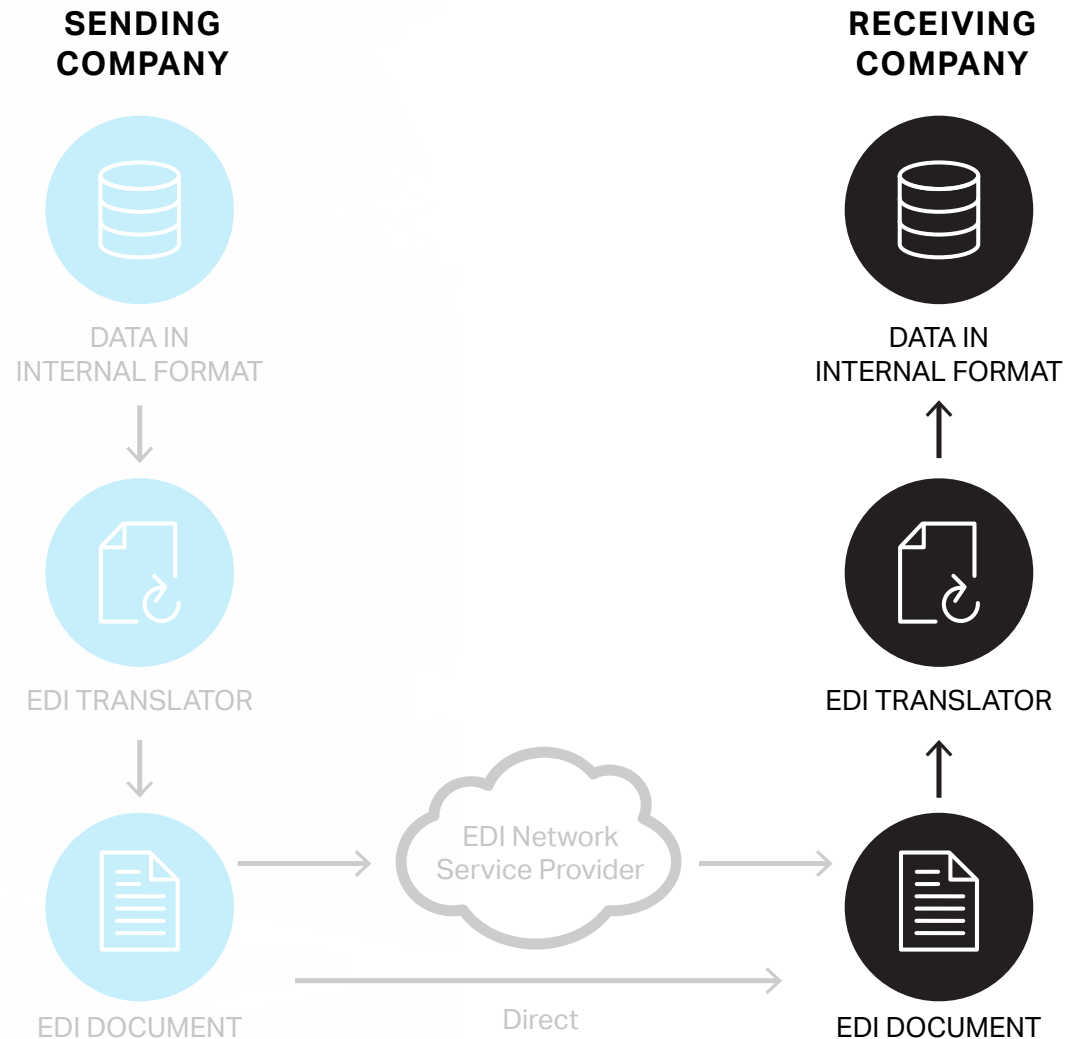 SENDING
COMPANY
RECEIVING
COMPANY
DATA IN
INTERNAL FORMAT
DATA IN
INTERNAL FORMAT
EDI TRANSLATOR
EDI TRANSLATOR
EDI Network
Service Provider
EDI DOCUMENT
Direct
EDI DOCUMENT